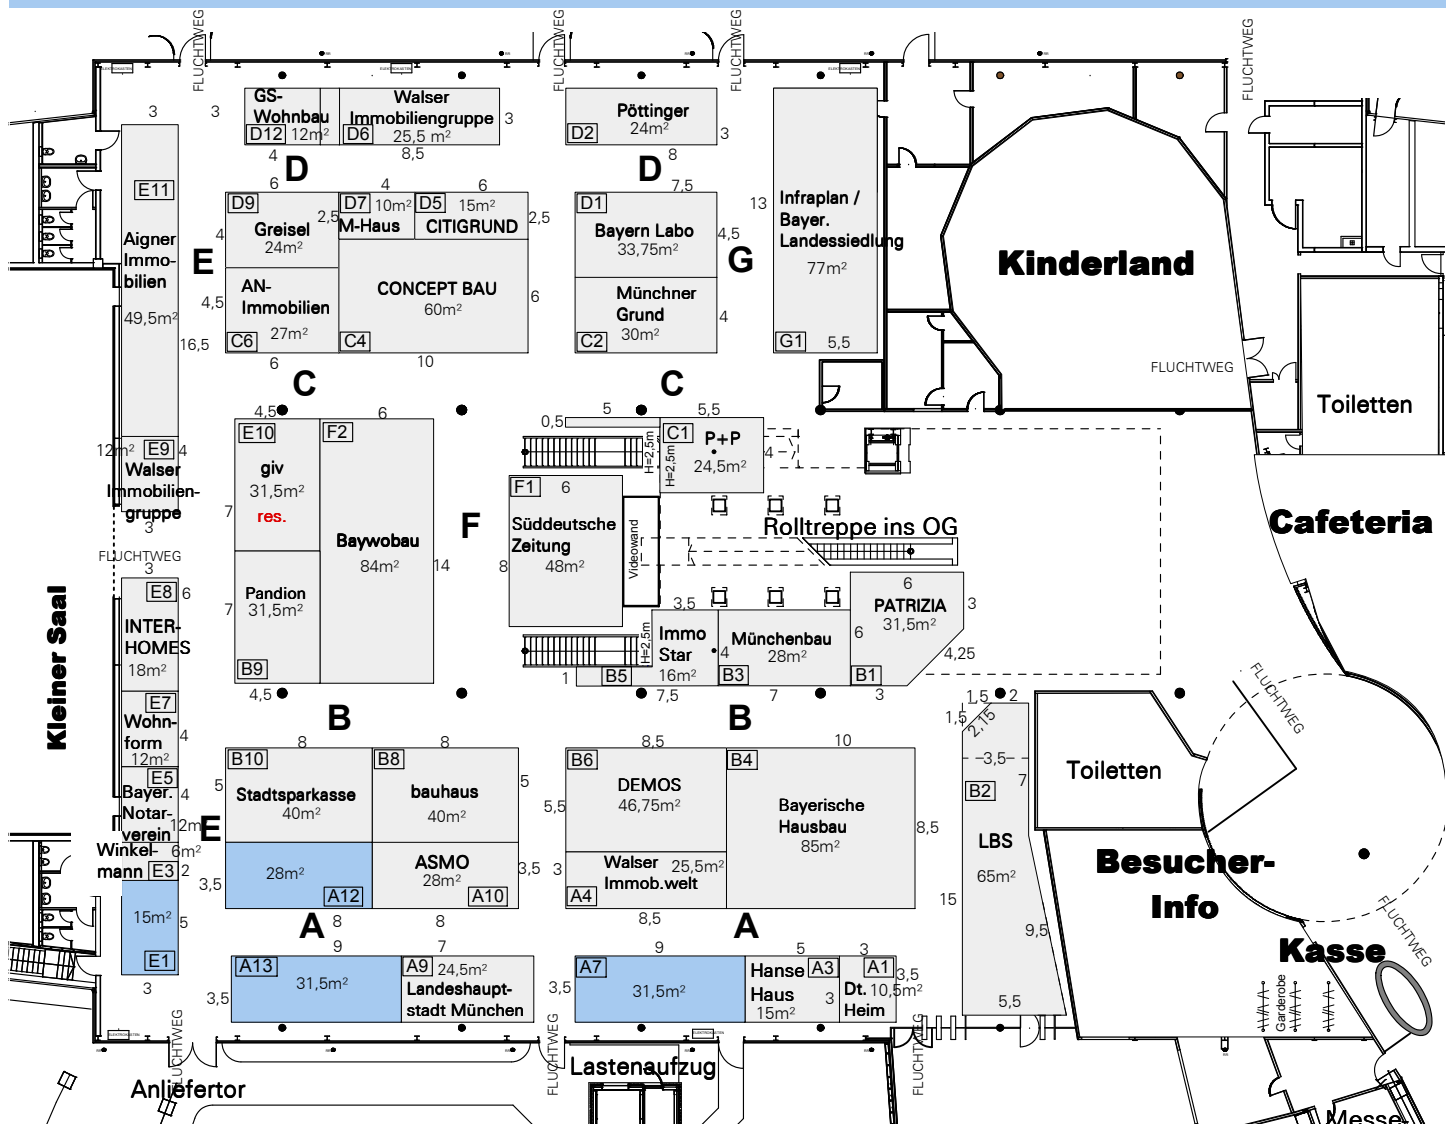 FLUCHTWEG
FLUCHTWEG
FLUCHTWEG
FLUCHTWEG
3
3
GS-
Wohnbau
D12
12m²
4
Walser
Immobiliengruppe
D6
25,5 m²
8,5
3
Pöttinger
D2
24m²
8
3
D
D
E11
Aigner
Immo-
bilien
49,5m²
16,5
E
6
D9
Greisel
24m²
4
2,5
4
D7
10m²
M-Haus
6
D5
15m²
CITIGRUND
2,5
AN-
Immobilien
4,5
C6
27m²
6
CONCEPT BAU
60m²
6
C4
10
7,5
D1
Bayern Labo
33,75m²
4,5
Münchner
Grund
C2
30m²
4
G
13
Infraplan /
Bayer.
Landessiedlung
77m²
G1
5,5
Kinderland
FLUCHTWEG
Toiletten
C
C
12m²
E9
4
Walser
Immobilien-
gruppe
3
FLUCHTWEG
3
4,5
E10
giv
31,5m²
res.
7
6
F2
Baywobau
84m²
14
Pandion
31,5m²
7
B9
4,5
F
5
0,5
5,5
C1
P+P
24,5m²
4
H=2,5m
H=2,5m
F1
6
Süddeutsche
Zeitung
48m²
8
Videowand
Rolltreppe ins OG
Cafeteria
Kleiner Saal
E8
6
INTER-
HOMES
18m²
E7
Wohn-
form
12m²
4
E5
Bayer.
Notar-
verein
4
12m²
Winkel-
mann
6m²
E3
2
15m²
5
E1
3
3,5
H=2,5m
Immo
Star
16m²
4
1
B5
7,5
Münchenbau
28m²
B3
7
6
PATRIZIA
31,5m²
6
3
4,25
B1
3
B
B
FLUCHTWEG
8
B10
Stadtsparkasse
40m²
5
8
B8
bauhaus
40m²
5
E
28m²
A12
3,5
8
ASMO
28m²
A10
3,5
8
8,5
B6
DEMOS
46,75m²
5,5
10
B4
Bayerische
Hausbau
85m²
8,5
Walser
Immob.welt
25,5m²
3
A4
8,5
1,5
2
1,5
2,15
3,5
7
B2
LBS
65m²
15
9,5
5,5
Toiletten
Besucher-
Info
Kasse
FLUCHTWEG
Garderobe
A
A
9
A13
31,5m²
3,5
7
A9
24,5m²
Landeshaupt-
stadt München
9
A7
31,5m²
3,5
5
Hanse
A3
Haus
15m²
3
3
A1
3,5
Dt.
10,5m²
Heim
FLUCHTWEG
FLUCHTWEG
FLUCHTWEG
Anliefertor
Lastenaufzug
Messe